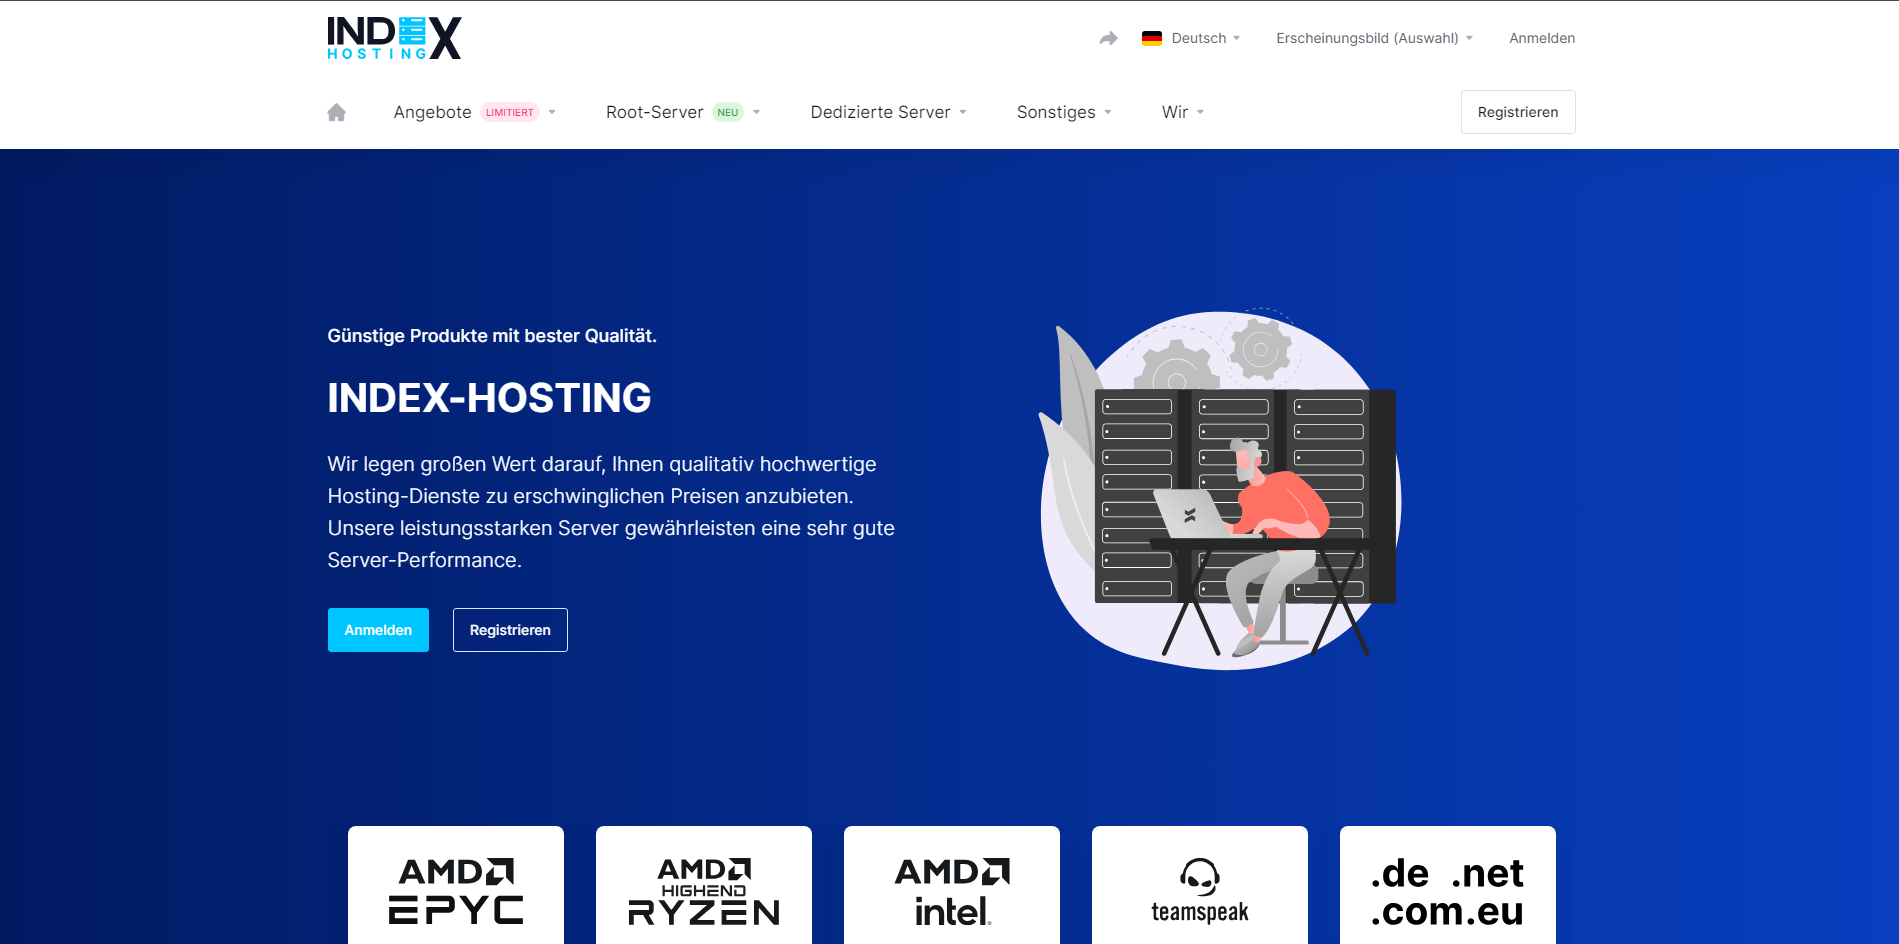 INDEX
HOSTING
Deutsch
Erscheinungsbild (Auswahl)
Anmelden
Angebote LIMITIERT
Root-Server NEU
Dedizierte Server
Sonstiges
Wir
Registrieren
Günstige Produkte mit bester Qualität.
INDEX-HOSTING
Wir legen großen Wert darauf, Ihnen qualitativ hochwertige
Hosting-Dienste zu erschwinglichen Preisen anzubieten.
Unsere leistungsstarken Server gewährleisten eine sehr gute
Server-Performance.
Anmelden
Registrieren
AMD
EPYC
AMD
HIGHEND
RYZEN
AMD
intel.
teamspeak
.de .net
.com.eu